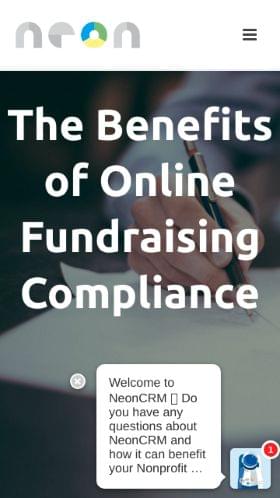 neon
The Benefits
of Online
Fundraising
Compliance
Welcome to
NeonCRM ▯ Do
you have any
questions about
NeonCRM and
how it can benefit
your Nonprofit ...
1